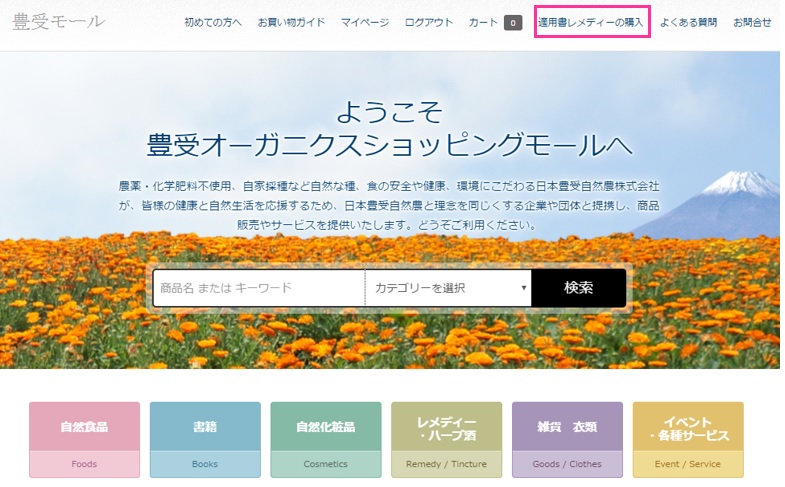 豊受モール
初めての方へ お買い物ガイド マイページ ログアウト カート 0 適用書レメディーの購入 よくある質問 お問合せ
ようこそ
豊受オーガニクスショッピングモールへ
農薬・化学肥料不使用、自家採種など自然な種、食の安全や健康、環境にこだわる日本豊受自然農株式会社
が、皆様の健康と自然生活を応援するため、日本豊受自然農と理念を同じくする企業や団体と提携し、商品
販売やサービスを提供いたします。どうぞご利用ください。
商品名 または キーワード カテゴリーを選択 ▼ 検索
自然食品
Foods
書籍
Books
自然化粧品
Cosmetics
レメディー
・ハーブ酒
Remedy / Tincture
雑貨 衣類
Goods / Clothes
イベント
・各種サービス
Event / Service